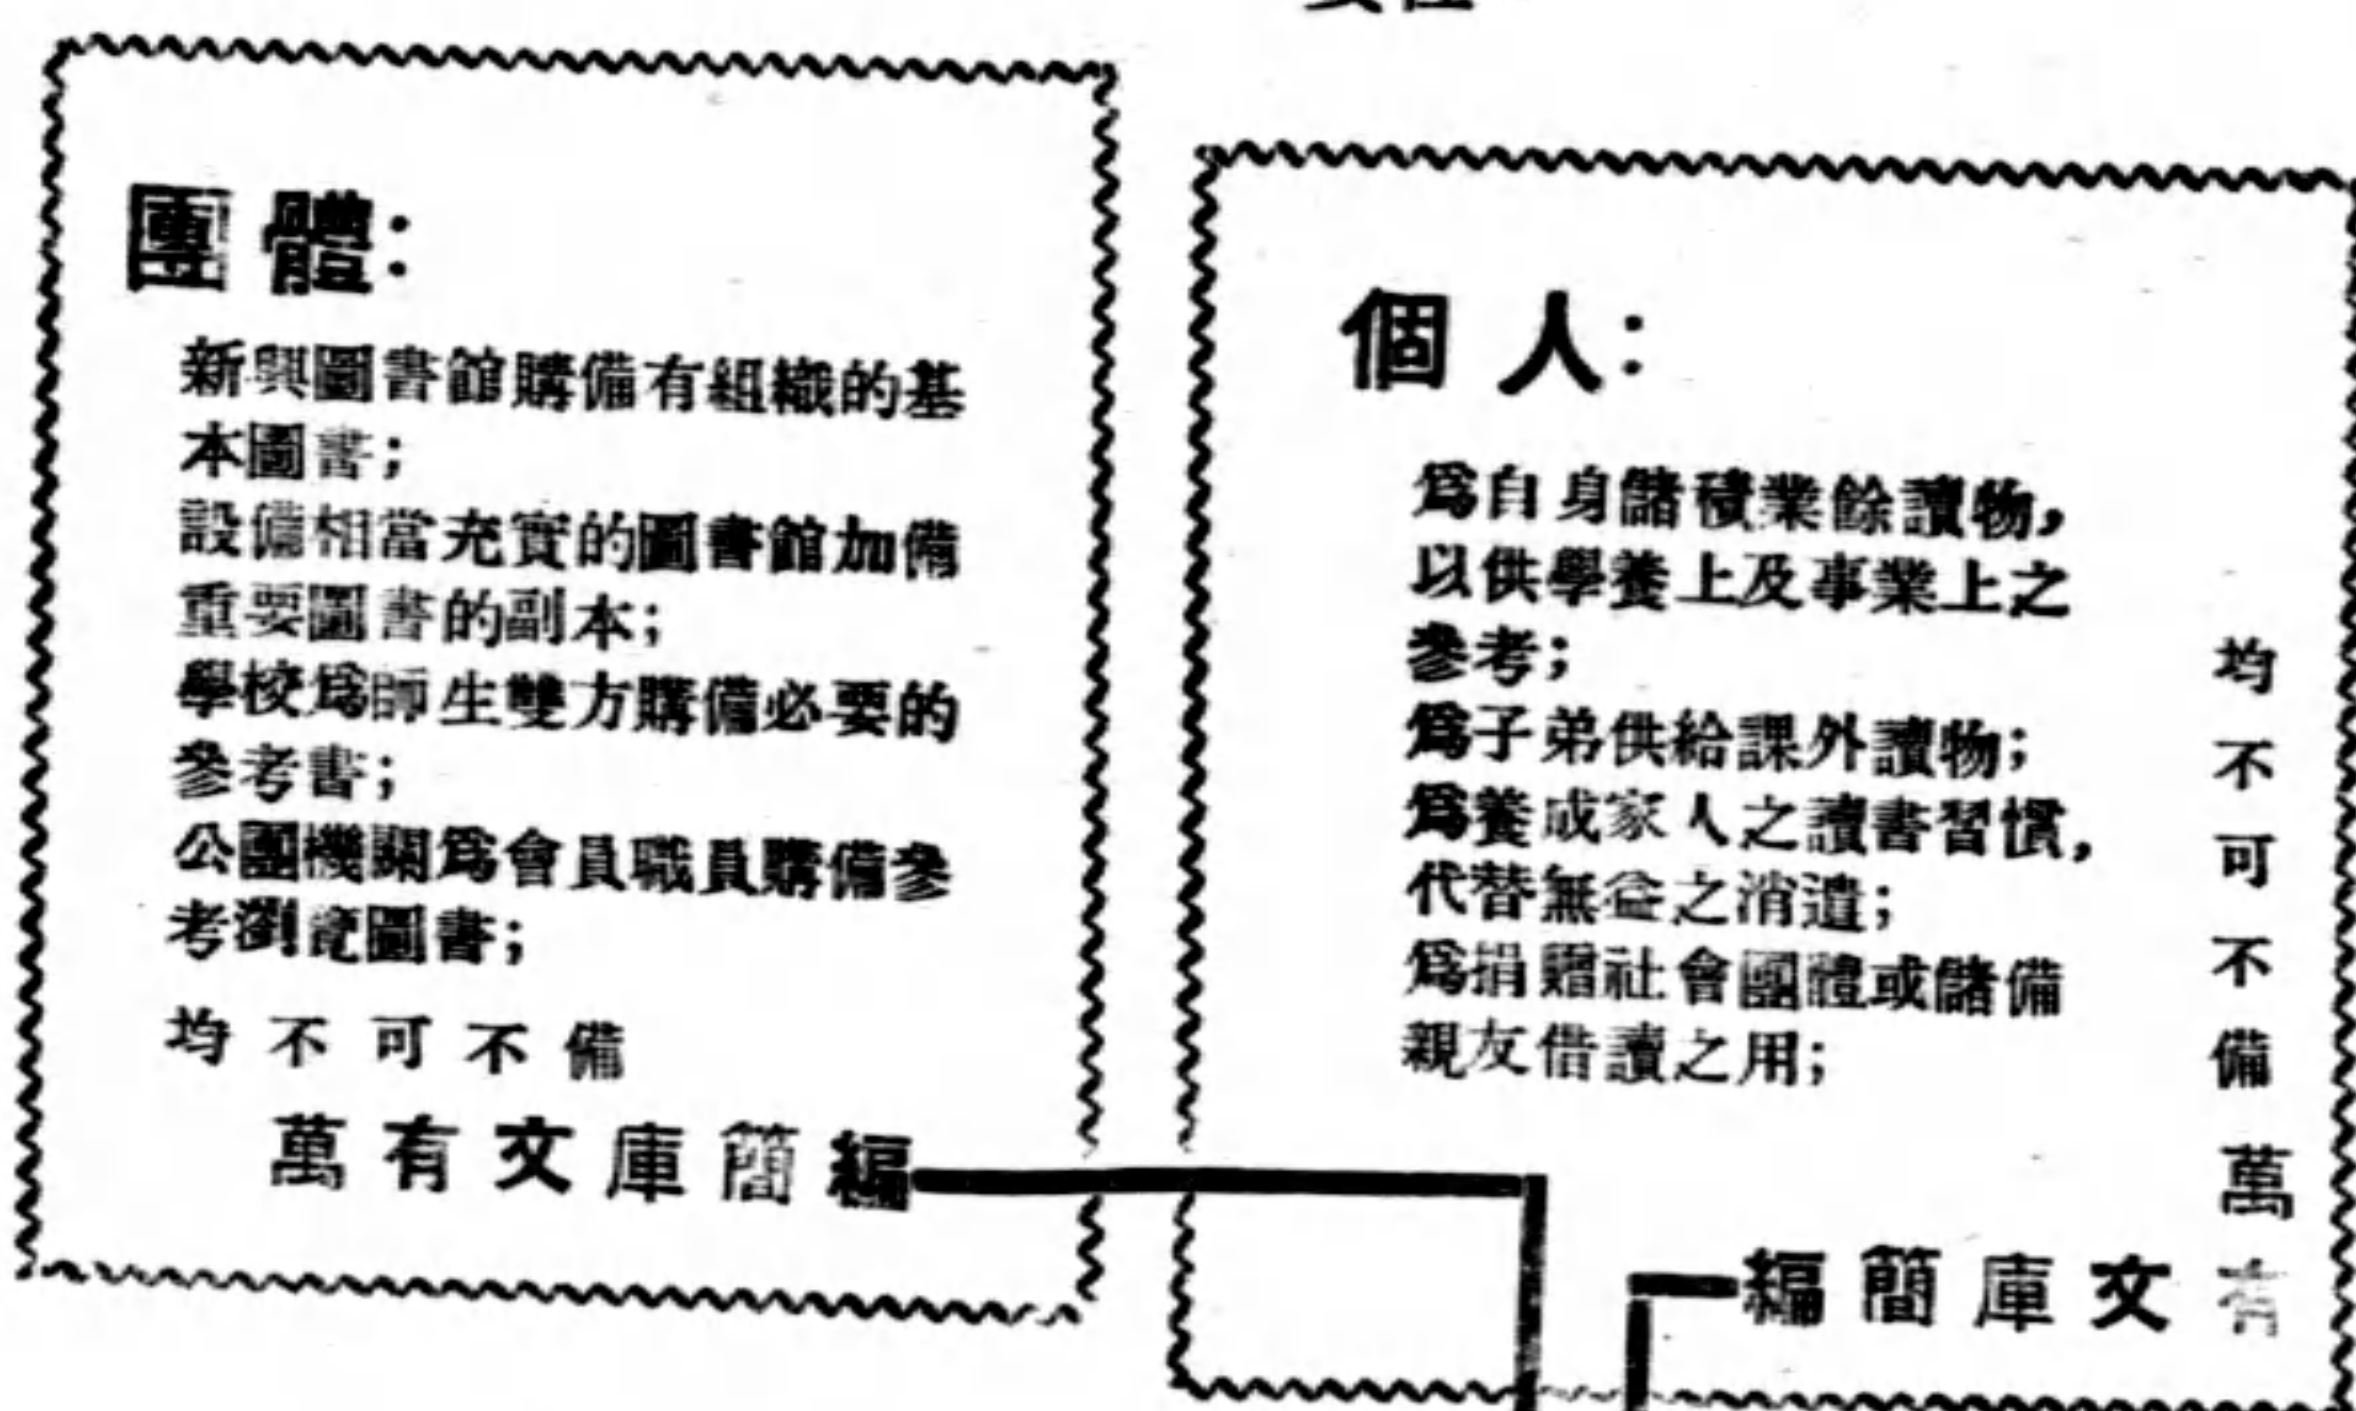 團體：
新興圖書館購備有組織的基
本圖書；
設備相當充實的圖書館加備
重要圖書的副本；
學校爲師生雙方購備必要的
參考書；
公團機關爲會員職員購備參
考瀏覽圖書；
均不可不備
萬有文庫簡編
個人：
爲自身儲積業餘讀物，
以供學養上及事業上之
參考；
爲子弟供給課外讀物；
爲養成家人之讀書習慣，
代替無益之消遣；
爲捐贈社會團體或儲備
親友借讀之用；
均不可不備萬有
文庫簡編